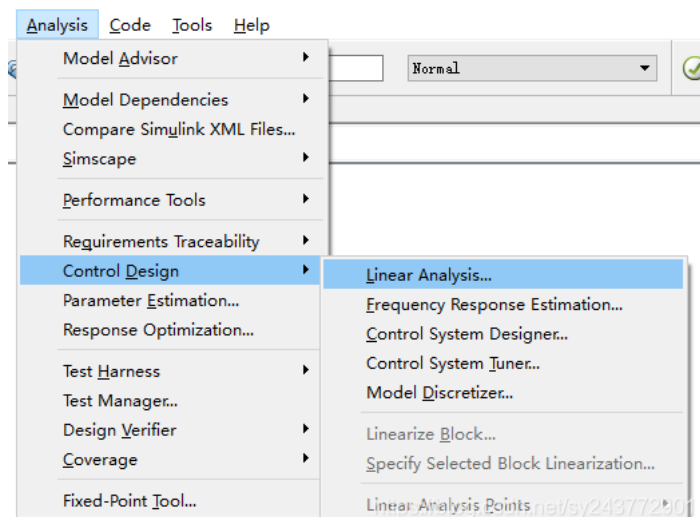 Analysis Code Tools Help
Model Advisor
Normal
Model Dependencies
Compare Simulink XML Files...
Simscape
Performance Tools
Requirements Traceability
Control Design
Linear Analysis...
Parameter Estimation...
Frequency Response Estimation...
Response Optimization...
Control System Designer...
Control System Tuner...
Test Harness
Model Discretizer...
Test Manager...
Design Verifier
Linearize Block...
Coverage
Specify Selected Block Linearization...
Fixed-Point Tool...
Linear Analysis Points